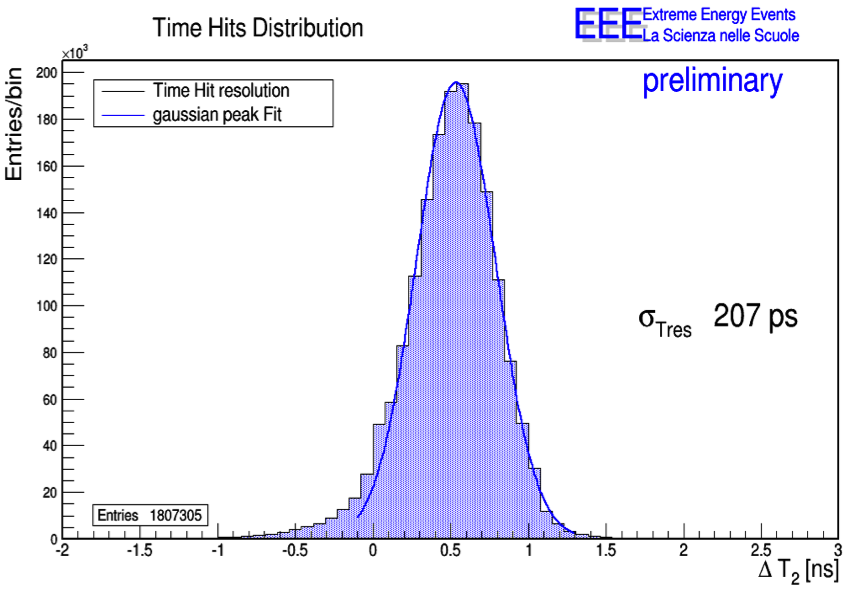 Time Hits Distribution
EEE Extreme Energy Events
La Scienza nelle Scuole
×10³
preliminary
Time Hit resolution
gaussian peak Fit
Entries/bin
200
180
160
140
120
100
80
60
40
20
0
σTres 207 ps
Entries 1807305
-2 -1.5 -1 -0.5 0 0.5 1 1.5 2 2.5 3
Δ T2 [ns]